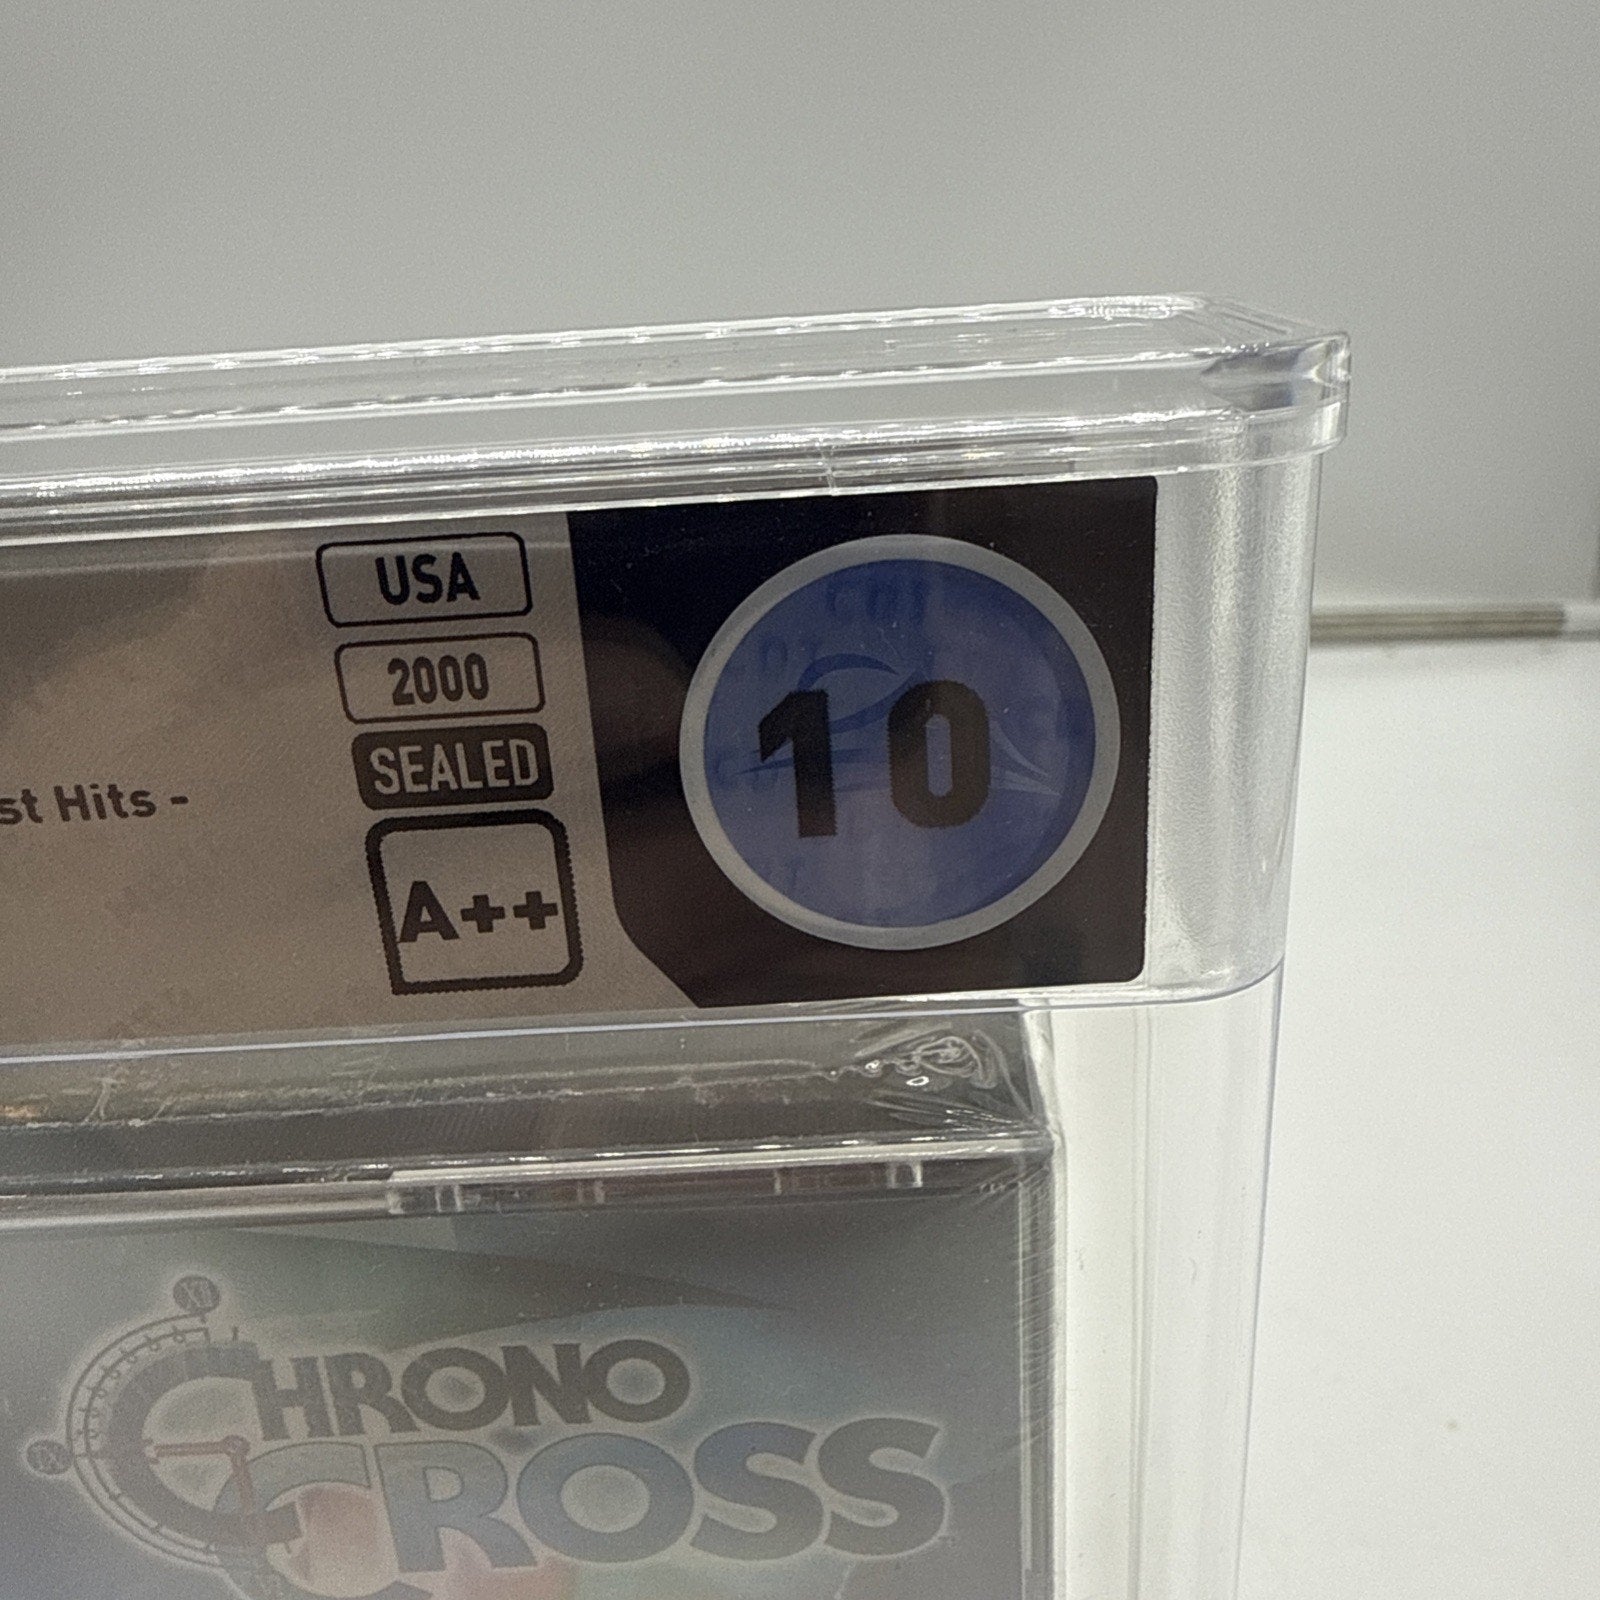 USA
2000
SEALED
st Hits -
A++
10
CHRONO
CROSS